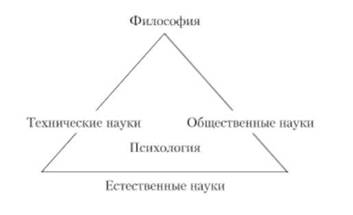 Философия
Технические науки
Общественные науки
Психология
Естественные науки